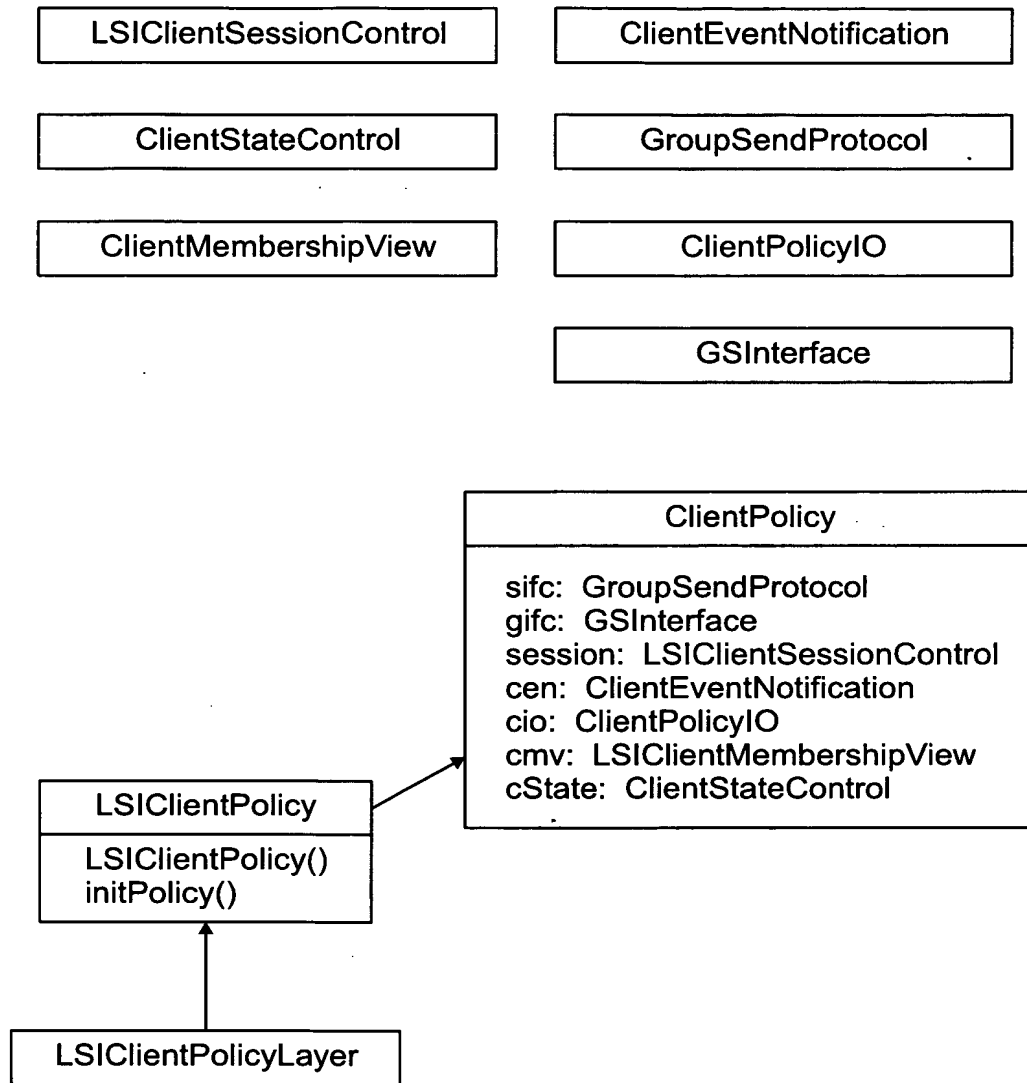 LSIClientSessionControl
ClientEventNotification
ClientStateControl
GroupSendProtocol
ClientMembershipView
ClientPolicyIO
GSInterface
ClientPolicy
sifc: GroupSendProtocol
gifc: GSInterface
session: LSIClientSessionControl
cen: ClientEventNotification
cio: ClientPolicyIO
cmv: LSIClientMembershipView
cState: ClientStateControl
LSIClientPolicy
LSIClientPolicy()
initPolicy()
LSIClientPolicyLayer